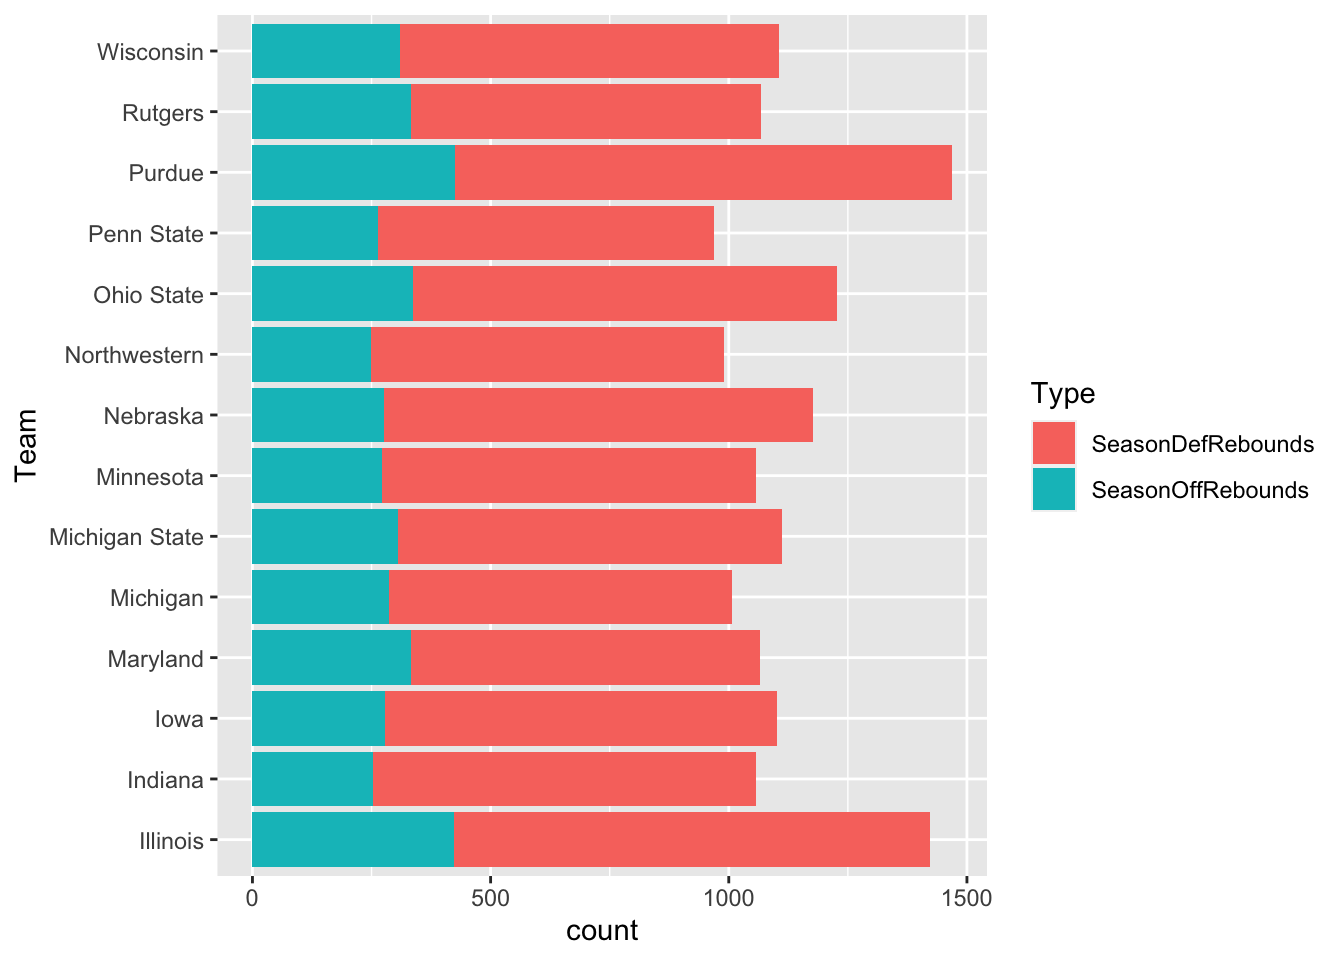 Wisconsin
Rutgers
Purdue
Penn State
Ohio State
Northwestern
Nebraska
Minnesota
Michigan State
Michigan
Maryland
Iowa
Indiana
Illinois
Team
0 500 1000 1500
count
Type
SeasonDefRebounds
SeasonOffRebounds